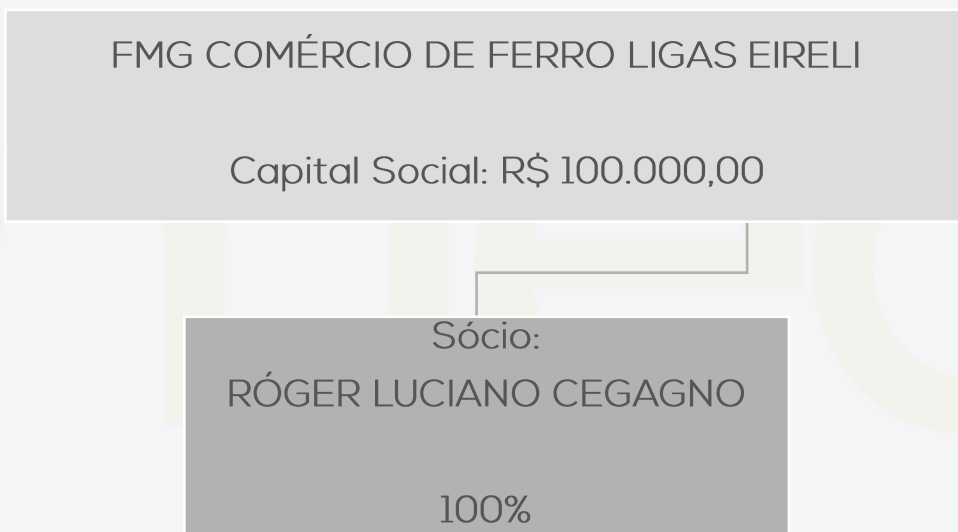 FMG COMÉRCIO DE FERRO LIGAS EIRELI
Capital Social: R$ 100.000,00
Sócio:
RÓGER LUCIANO CEGAGNO
100%